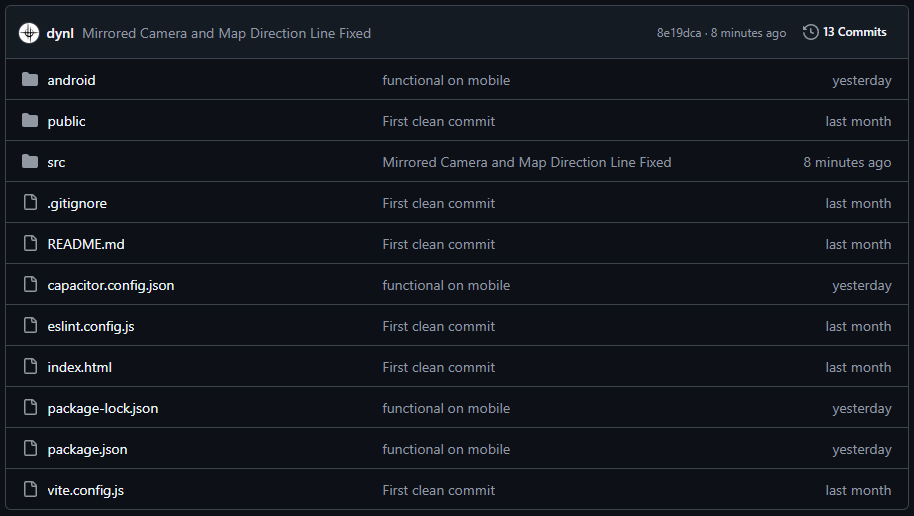 dynl Mirrored Camera and Map Direction Line Fixed 8e19dca · 8 minutes ago 13 Commits
android functional on mobile yesterday
public First clean commit last month
src Mirrored Camera and Map Direction Line Fixed 8 minutes ago
.gitignore First clean commit last month
README.md First clean commit last month
capacitor.config.json functional on mobile yesterday
eslint.config.js First clean commit last month
index.html First clean commit last month
package-lock.json functional on mobile yesterday
package.json functional on mobile yesterday
vite.config.js First clean commit last month